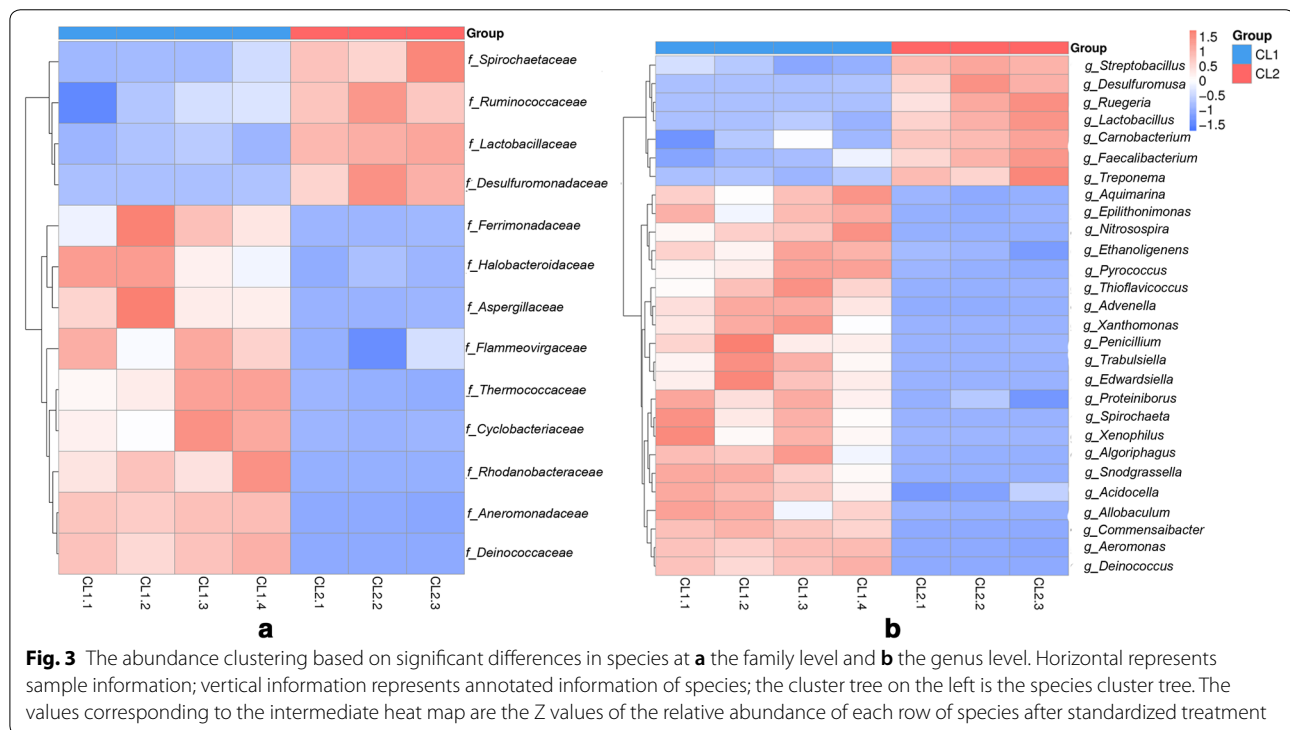 Group
f_Spirochaetaceae
f_Ruminococcaceae
f_Lactobacillaceae
f_Desulfuromonadaceae
f_Ferrimonadaceae
f_Halobacteroidaceae
f_Aspergillaceae
f_Flammeovirgaceae
f_Thermococcaceae
f_Cyclobacteriaceae
f_Rhodanobacteraceae
f_Aneromonadaceae
f_Deinococcaceae
CL1.1
CL1.2
CL1.3
CL1.4
CL2.1
CL2.2
CL2.3
a
Group
g_Streptobacillus
g_Desulfuromusa
g_Ruegeria
g_Lactobacillus
g_Carnobacterium
g_Faecalibacterium
g_Treponema
g_Aquimarina
g_Epilithonimonas
g_Nitrosospira
g_Ethanoligenens
g_Pyrococcus
g_Thioflavicoccus
g_Advenella
g_Xanthomonas
g_Penicillium
g_Trabulsiella
g_Edwardsiella
g_Proteiniborus
g_Spirochaeta
g_Xenophilus
g_Algoriphagus
g_Snodgrassella
g_Acidocella
g_Allobaculum
g_Commensaibacter
g_Aeromonas
g_Deinococcus
CL1.1
CL1.2
CL1.3
CL1.4
CL2.1
CL2.2
CL2.3
b
1.5
1
0.5
0
−0.5
−1
−1.5
Group
CL1
CL2
Fig. 3 The abundance clustering based on significant differences in species at a the family level and b the genus level. Horizontal represents
sample information; vertical information represents annotated information of species; the cluster tree on the left is the species cluster tree. The
values corresponding to the intermediate heat map are the Z values of the relative abundance of each row of species after standardized treatment